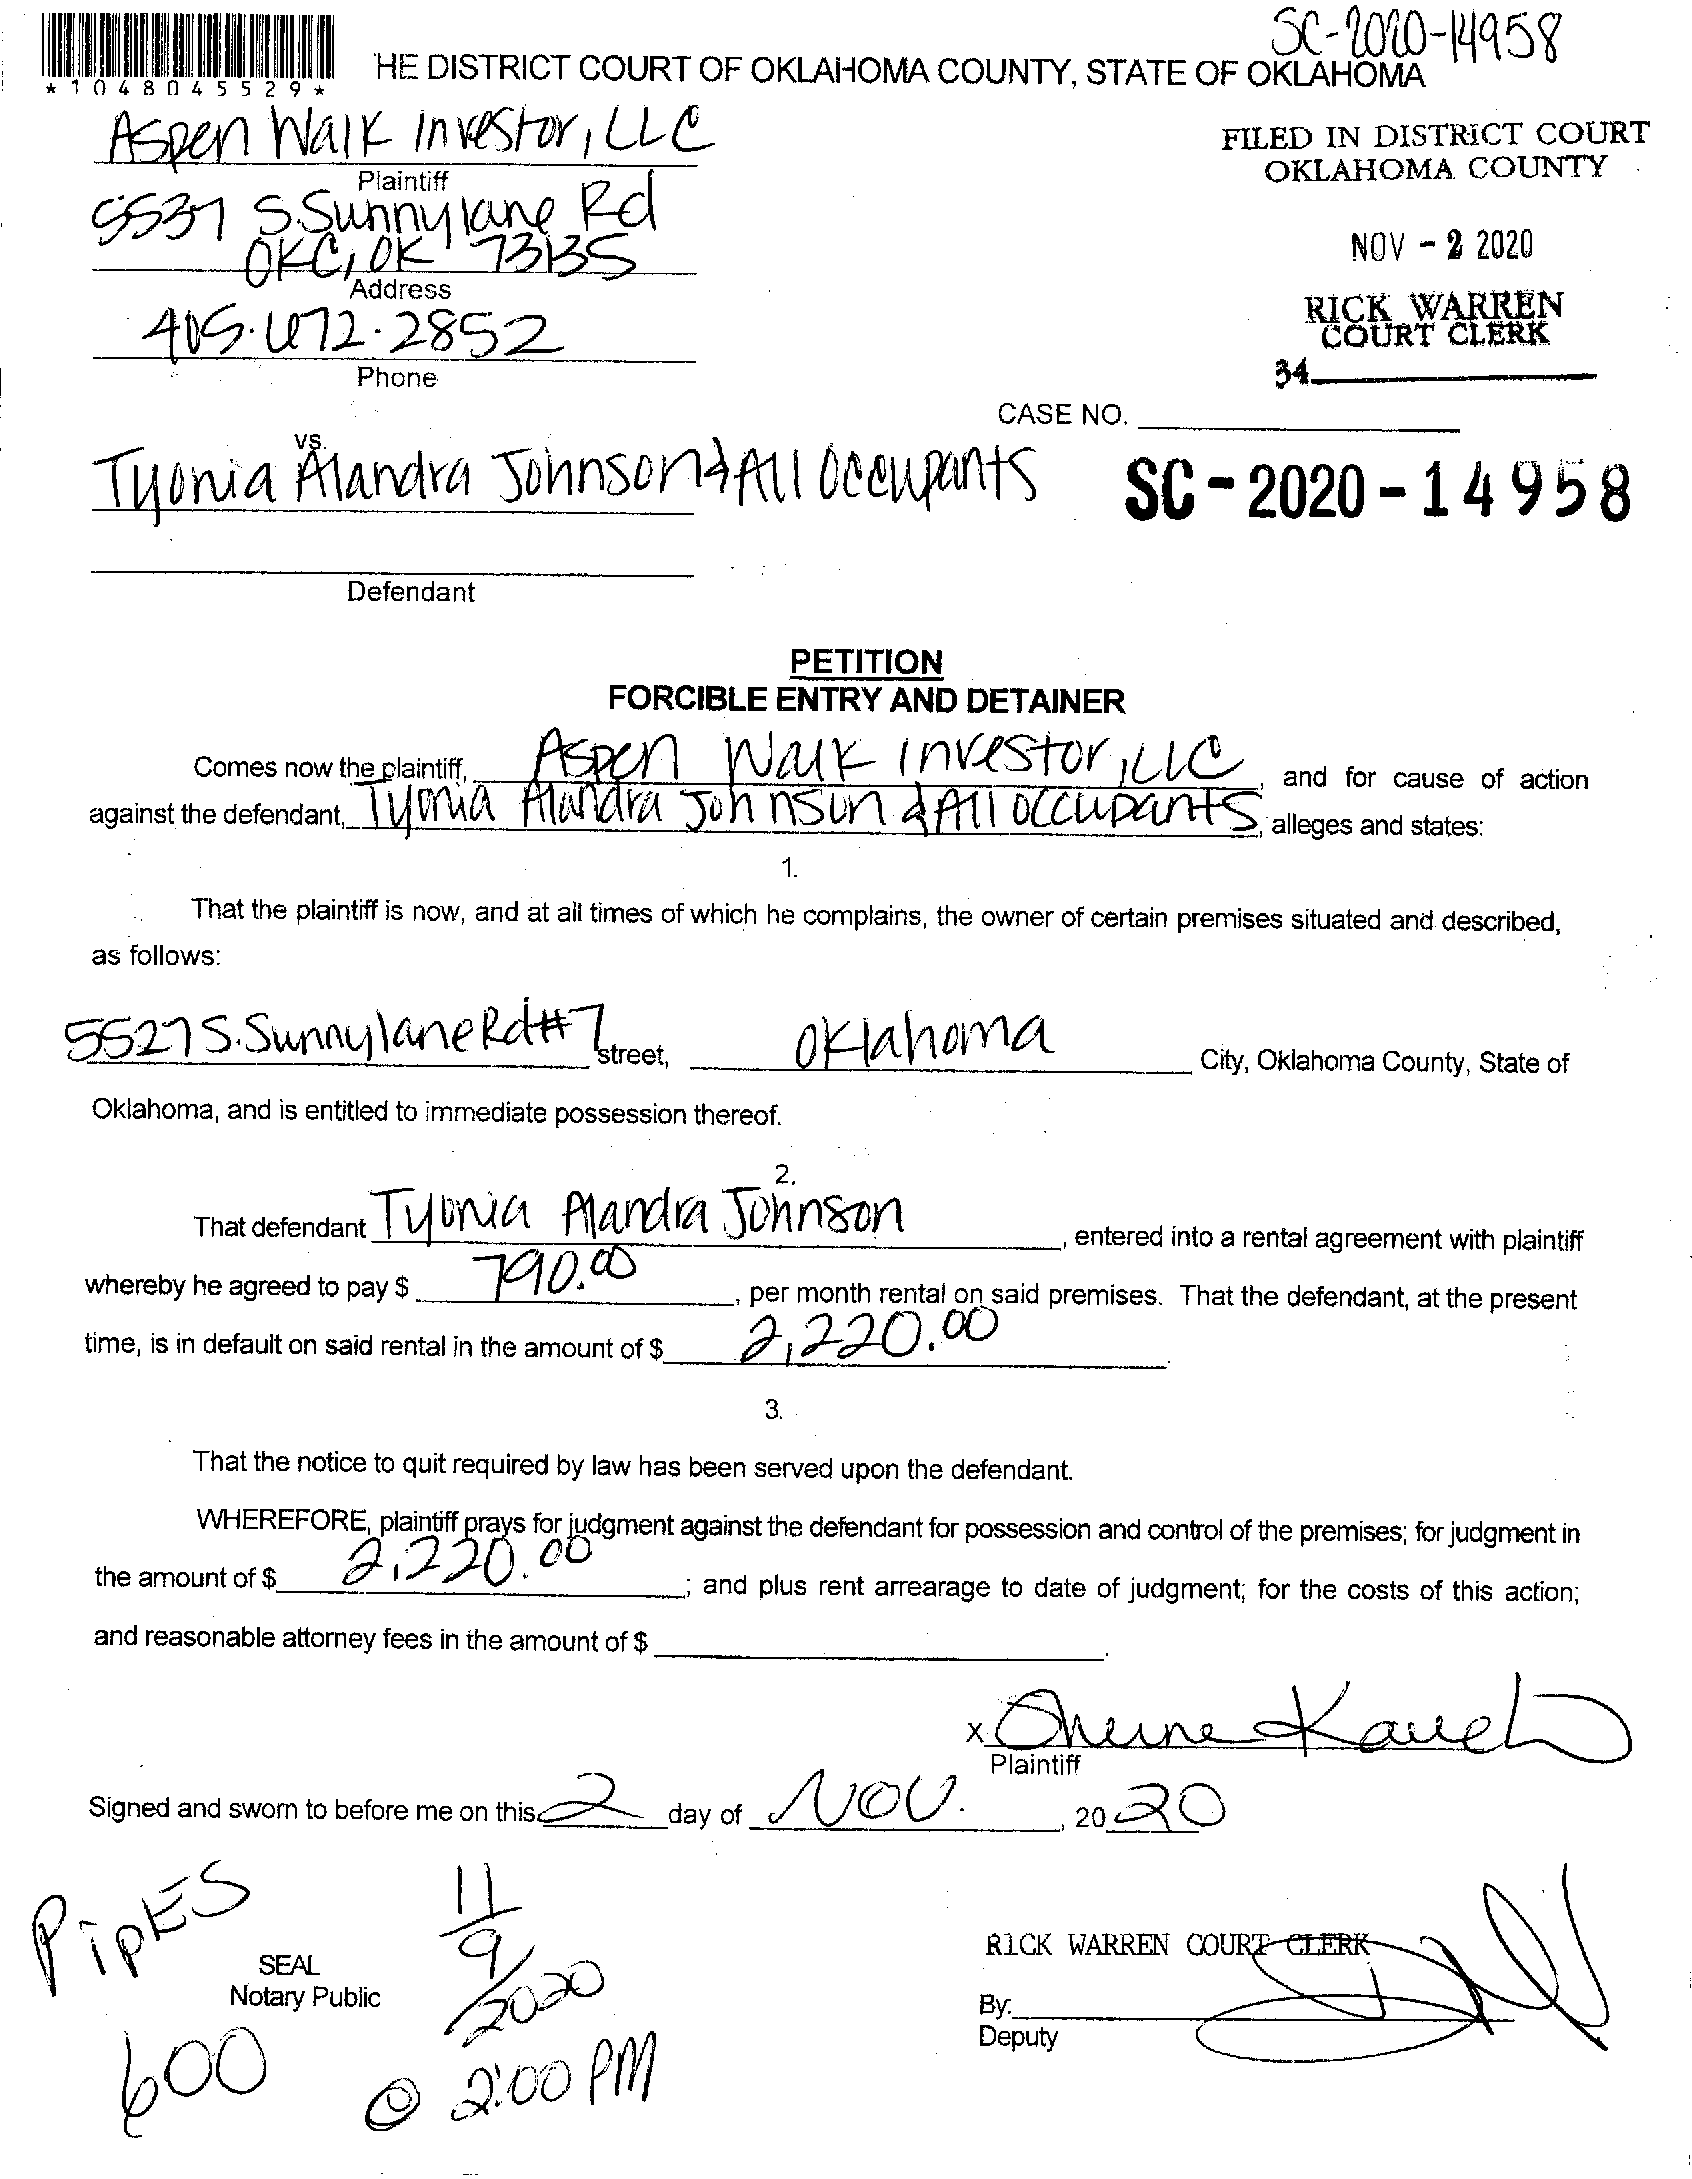 SC-2020-14958
*1048045529*
HE DISTRICT COURT OF OKLAHOMA COUNTY, STATE OF OKLAHOMA
Aspen Walk Investor, LLC
Plaintiff
5537 S. Sunnylane Rd
OKC, OK 73135
Address
405.672.2852
Phone
FILED IN DISTRICT COURT
OKLAHOMA COUNTY
NOV - 2 2020
RICK WARREN
COURT CLERK
34
CASE NO.
vs.
Tyonia Alandra Johnson & All Occupants
SC-2020-14958
Defendant
PETITION
FORCIBLE ENTRY AND DETAINER
Comes now the plaintiff, Aspen Walk Investor, LLC, and for cause of action
against the defendant, Tyonia Alandra Johnson & All Occupants, alleges and states:
1.
That the plaintiff is now, and at all times of which he complains, the owner of certain premises situated and described,
as follows:
5527 S. Sunnylane Rd #7 street, Oklahoma City, Oklahoma County, State of
Oklahoma, and is entitled to immediate possession thereof.
2.
That defendant Tyonia Alandra Johnson, entered into a rental agreement with plaintiff
whereby he agreed to pay $ 790.00, per month rental on said premises. That the defendant, at the present
time, is in default on said rental in the amount of $ 2,220.00
3.
That the notice to quit required by law has been served upon the defendant.
WHEREFORE, plaintiff prays for judgment against the defendant for possession and control of the premises; for judgment in
the amount of $ 2,220.00; and plus rent arrearage to date of judgment; for the costs of this action;
and reasonable attorney fees in the amount of $ .
x
Plaintiff
Signed and sworn to before me on this 2 day of NOV., 2020
PipES
11/9/2020
SEAL
Notary Public
RICK WARREN COURT CLERK
By:
Deputy
600
@ 2:00 PM